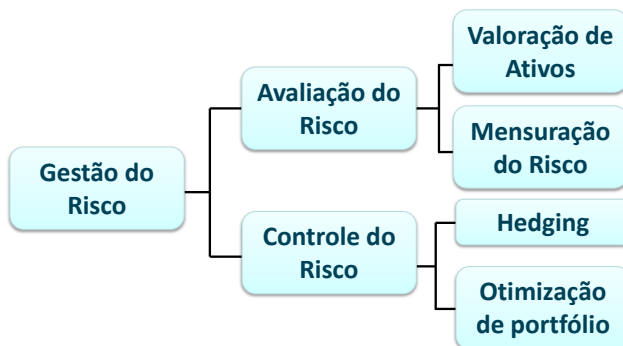 Gestão do
Risco
Avaliação do
Risco
Valoração de
Ativos
Mensuração
do Risco
Controle do
Risco
Hedging
Otimização
de portfólio